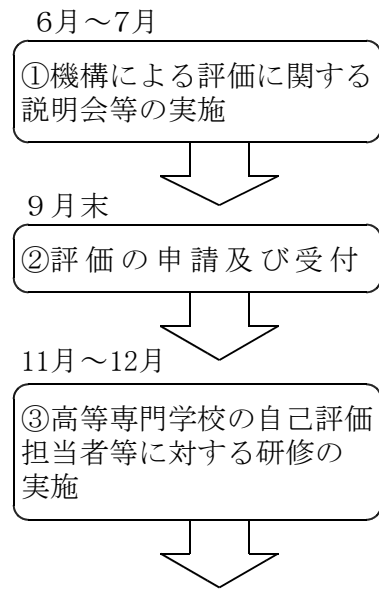 6月～7月
①機構による評価に関する
説明会等の実施
９月末
②評価の申請及び受付
11月～12月
③高等専門学校の自己評価
担当者等に対する研修の
実施